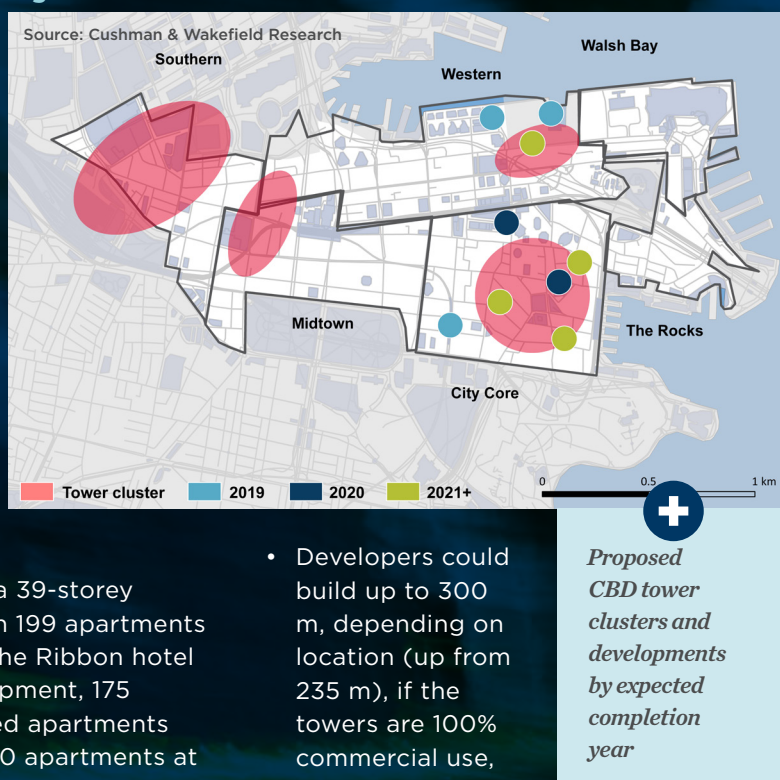 Source: Cushman & Wakefield Research
Southern
Western
Walsh Bay
Midtown
The Rocks
City Core
Tower cluster
2019
2020
2021+
0
0.5
1 km
a 39-storey
199 apartments
he Ribbon hotel
175
apartments
apartments at
• Developers could
build up to 300
m, depending on
location (up from
235 m), if the
towers are 100%
commercial use,
Proposed
CBD tower
clusters and
developments
by expected
completion
year